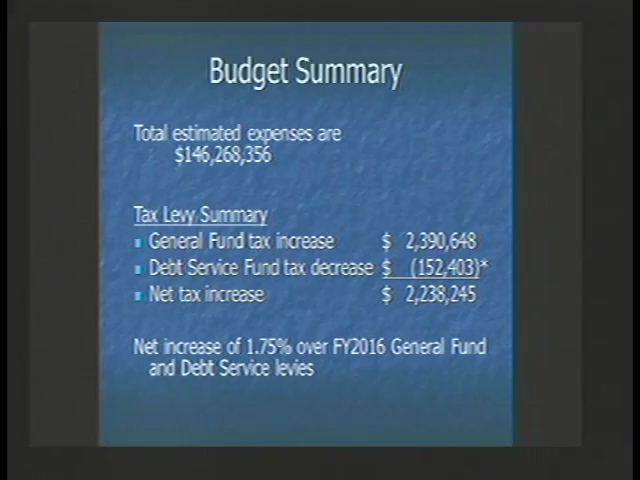 Budget Summary
Total estimated expenses are
$146,268,356
Tax Levy Summary
General Fund tax increase $ 2,390,648
Debt Service Fund tax decrease $ (152,403)*
Net tax increase $ 2,238,245
Net increase of 1.75% over FY2016 General Fund
and Debt Service levies